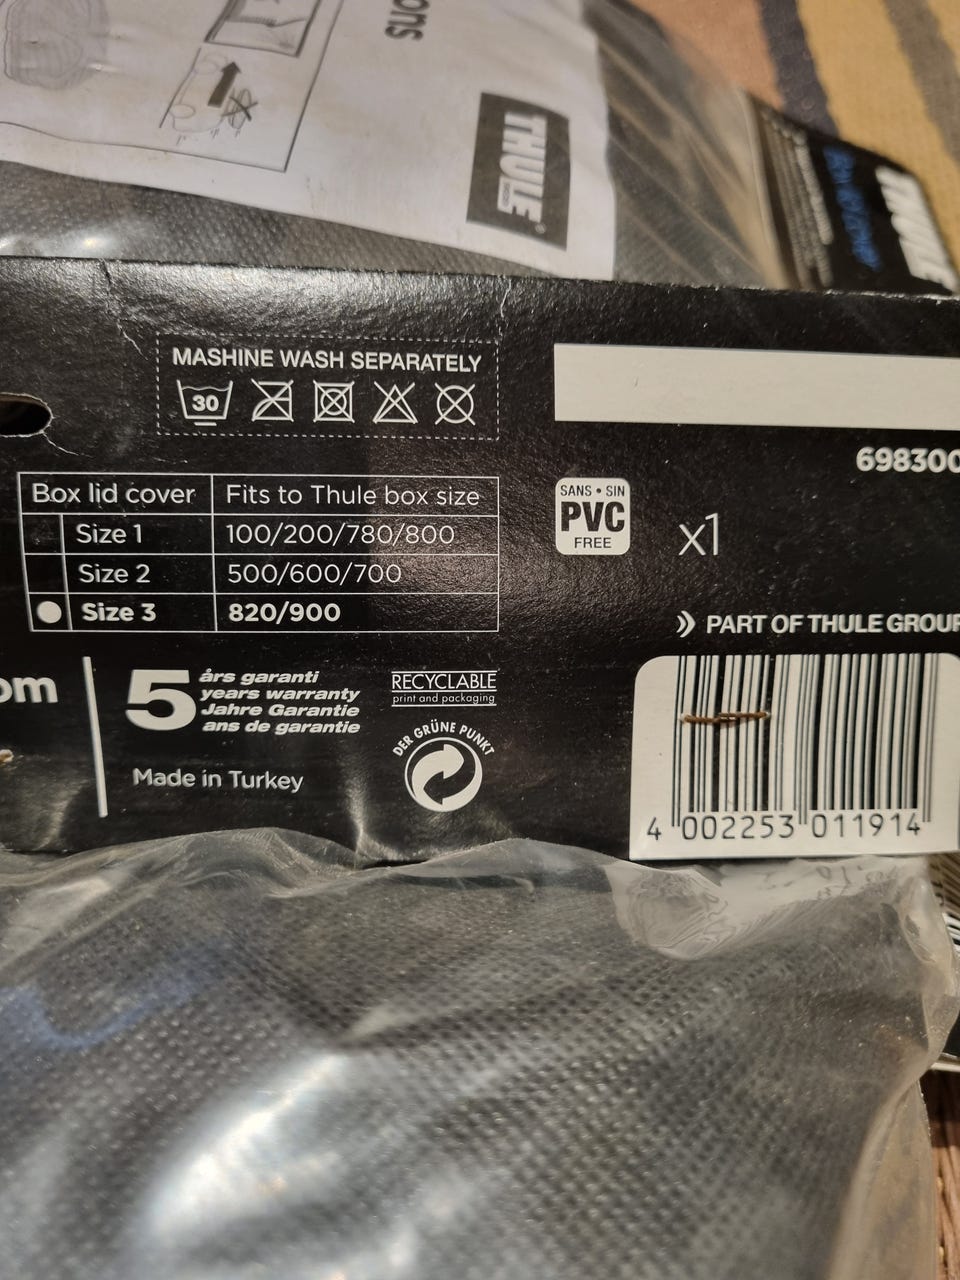 ons
THULE
SWEDEN
®
THULE
MASHINE WASH SEPARATELY
30
698300
Box lid cover Fits to Thule box size
Size 1 100/200/780/800
Size 2 500/600/700
Size 3 820/900
SANS • SIN
PVC
FREE
x1
PART OF THULE GROUP
om
5 års garanti
years warranty
Jahre Garantie
ans de garantie
RECYCLABLE
print and packaging
DER GRÜNE PUNKT
Made in Turkey
4 002253 011914